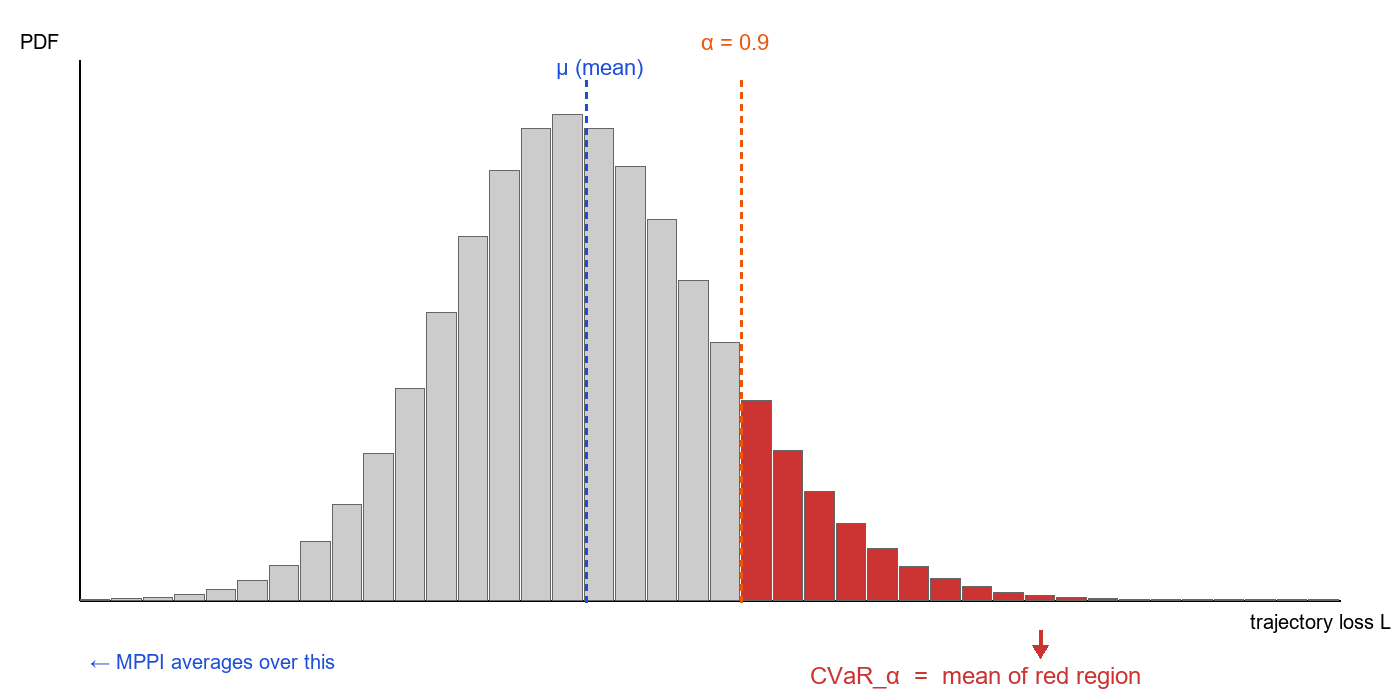 PDF
α = 0.9
μ (mean)
trajectory loss L
← MPPI averages over this
CVaR_α = mean of red region